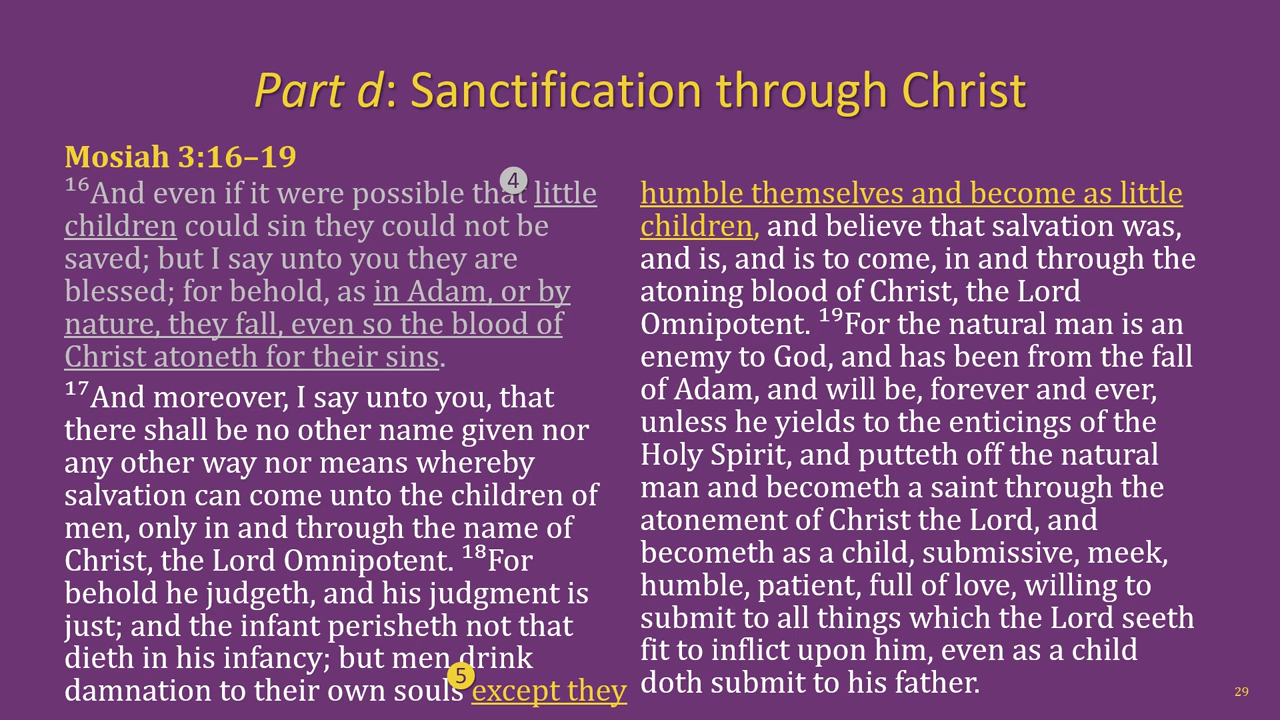 Part d: Sanctification through Christ
Mosiah 3:16–19
16And even if it were possible that 4 little
children could sin they could not be
saved; but I say unto you they are
blessed; for behold, as in Adam, or by
nature, they fall, even so the blood of
Christ atoneth for their sins.
17And moreover, I say unto you, that
there shall be no other name given nor
any other way nor means whereby
salvation can come unto the children of
men, only in and through the name of
Christ, the Lord Omnipotent. 18For
behold he judgeth, and his judgment is
just; and the infant perisheth not that
dieth in his infancy; but men drink
damnation to their own souls 5 except they
humble themselves and become as little
children, and believe that salvation was,
and is, and is to come, in and through the
atoning blood of Christ, the Lord
Omnipotent. 19For the natural man is an
enemy to God, and has been from the fall
of Adam, and will be, forever and ever,
unless he yields to the enticings of the
Holy Spirit, and putteth off the natural
man and becometh a saint through the
atonement of Christ the Lord, and
becometh as a child, submissive, meek,
humble, patient, full of love, willing to
submit to all things which the Lord seeth
fit to inflict upon him, even as a child
doth submit to his father.
29